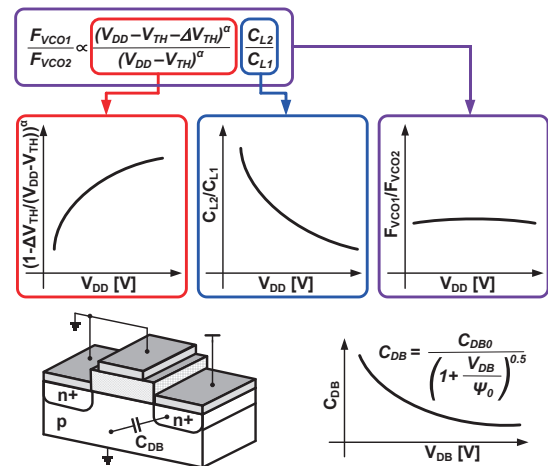 F_VCO1 / F_VCO2 ∝ (V_DD – V_TH – ΔV_TH)^α / (V_DD – V_TH)^α C_L2 / C_L1
(1-ΔV_TH/(V_DD-V_TH))^α
V_DD [V]
C_L2/C_L1
V_DD [V]
F_VCO1/F_VCO2
V_DD [V]
n+
n+
p
C_DB
C_DB
C_DB = C_DB0 / (1 + V_DB / Ψ_0)^0.5
V_DB [V]